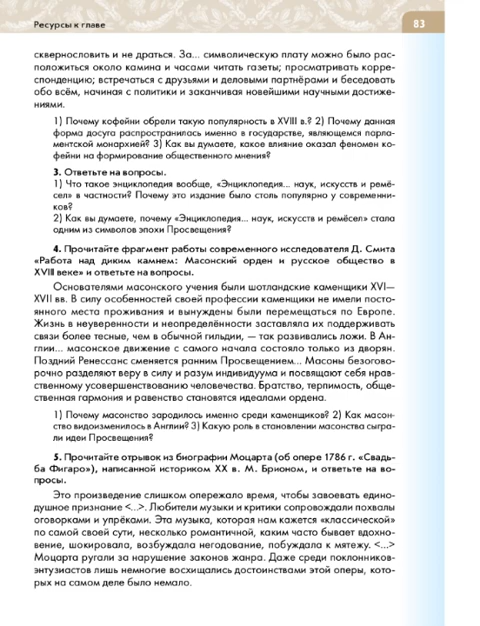 Ресурсы к главе
83
сквернословить и не драться. За... символическую плату можно было рас-
положиться около камина и часами читать газеты; просматривать корре-
спонденцию; встречаться с друзьями и деловыми партнёрами и беседовать
обо всём, начиная с политики и заканчивая новейшими научными достиже-
ниями.
1) Почему кофейни обрели такую популярность в XVIII в.? 2) Почему данная
форма досуга распространилась именно в государстве, являющемся парла-
ментской монархией? 3) Как вы думаете, какое влияние оказал феномен ко-
фейни на формирование общественного мнения?
3. Ответьте на вопросы.
1) Что такое энциклопедия вообще, «Энциклопедия... наук, искусств и ремё-
сел» в частности? Почему это издание было столь популярно у современни-
ков?
2) Как вы думаете, почему «Энциклопедия... наук, искусств и ремёсел» стала
одним из символов эпохи Просвещения?
4. Прочитайте фрагмент работы современного исследователя Д. Смита
«Работа над диким камнем: Масонский орден и русское общество в
XVIII веке» и ответьте на вопросы.
Основателями масонского учения были шотландские каменщики XVI—
XVII вв. В силу особенностей своей профессии каменщики не имели посто-
янного места проживания и вынуждены были перемещаться по Европе.
Жизнь в неуверенности и неопределённости заставляла их поддерживать
связи более тесные, чем в обычной гильдии, — так развивались ложи. В Ан-
глии... масонское движение с самого начала состояло только из дворян.
Поздний Ренессанс сменяется ранним Просвещением... Масоны безогово-
рочно разделяют веру в силу и разум индивидуума и посвящают себя нрав-
ственному усовершенствованию человечества. Братство, терпимость, обще-
ственная гармония и равенство становятся идеалами ордена.
1) Почему масонство зародилось именно среди каменщиков? 2) Как масон-
ство видоизменилось в Англии? 3) Какую роль в становлении масонства сыгра-
ли идеи Просвещения?
5. Прочитайте отрывок из биографии Моцарта (об опере 1786 г. «Свадь-
ба Фигаро»), написанной историком XX в. М. Брионом, и ответьте на во-
просы.
Это произведение слишком опережало время, чтобы завоевать едино-
душное признание <...>. Любители музыки и критики сопровождали похвалы
оговорками и упрёками. Эта музыка, которая нам кажется «классической»
по самой своей сути, несколько романтичной, каким часто бывает вдохно-
вение, шокировала, возбуждала негодование, побуждала к мятежу. <...>
Моцарта ругали за нарушение законов жанра. Даже среди поклонников-
энтузиастов лишь немногие восхищались достоинствами этой оперы, кото-
рых на самом деле было немало.